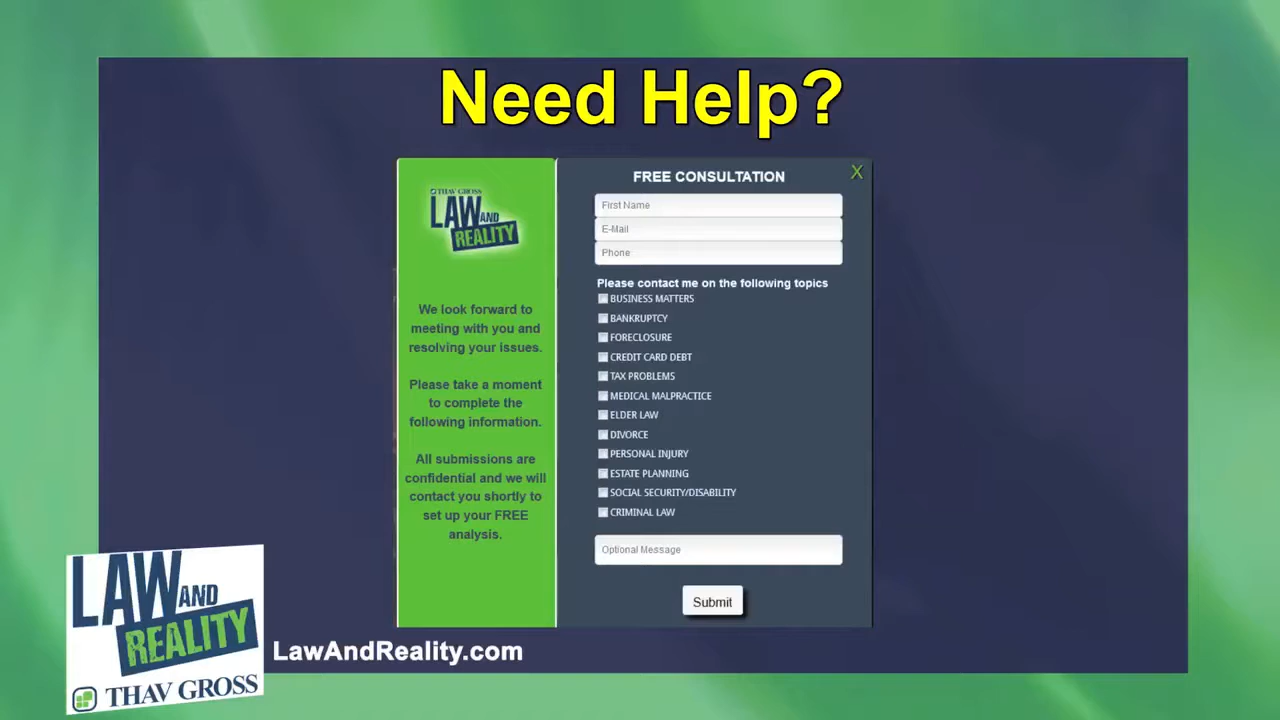 Need Help?
THAV GROSS
LAW AND
REALITY
We look forward to
meeting with you and
resolving your issues.
Please take a moment
to complete the
following information.
All submissions are
confidential and we will
contact you shortly to
set up your FREE
analysis.
X
FREE CONSULTATION
First Name
E-Mail
Phone
Please contact me on the following topics
BUSINESS MATTERS
BANKRUPTCY
FORECLOSURE
CREDIT CARD DEBT
TAX PROBLEMS
MEDICAL MALPRACTICE
ELDER LAW
DIVORCE
PERSONAL INJURY
ESTATE PLANNING
SOCIAL SECURITY/DISABILITY
CRIMINAL LAW
Optional Message
Submit
LAW AND
REALITY
THAV GROSS
LawAndReality.com